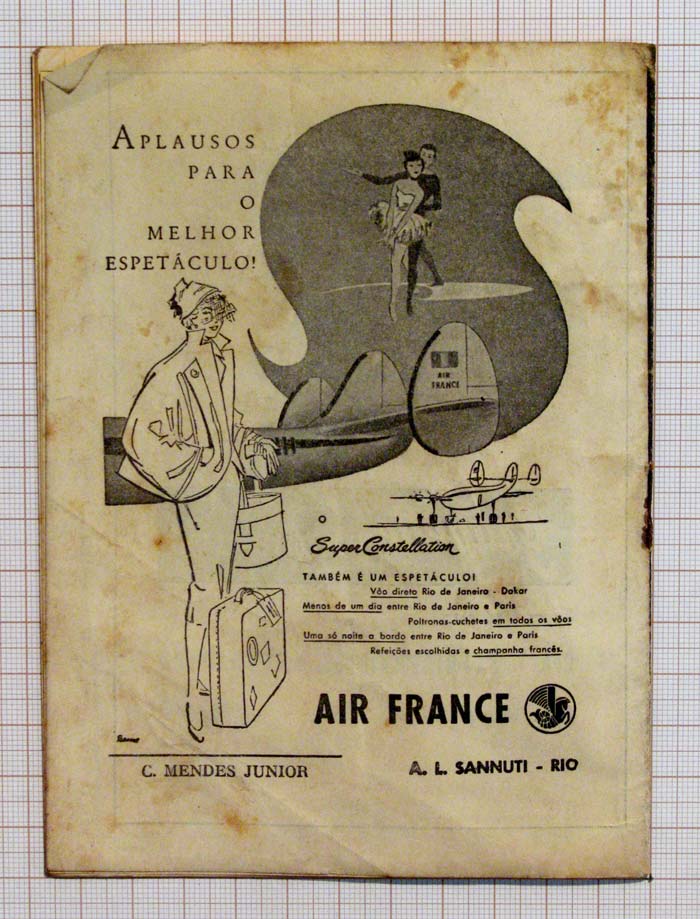 APLAUSOS
PARA
O
MELHOR
ESPETÁCULO!
AIR
FRANCE
O
SuperConstellation
TAMBÉM É UM ESPETÁCULO!
Vôo direto Rio de Janeiro - Dakar
Menos de um dia entre Rio de Janeiro e Paris
Poltronas-cuchetes em todos os vôos
Uma só noite a bordo entre Rio de Janeiro e Paris
Refeições escolhidas e champanha francês.
AIR FRANCE
C. MENDES JUNIOR
A. L. SANNUTI - RIO